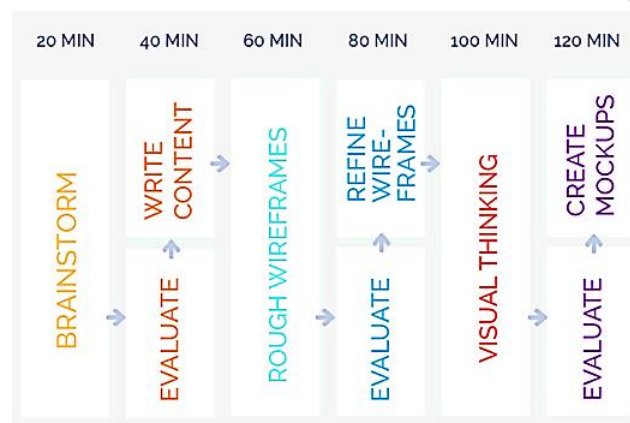 20 MIN
40 MIN
60 MIN
80 MIN
100 MIN
120 MIN
BRAINSTORM
EVALUATE
WRITE
CONTENT
ROUGH WIREFRAMES
EVALUATE
REFINE
WIRE-
FRAMES
VISUAL THINKING
EVALUATE
CREATE
MOCKUPS